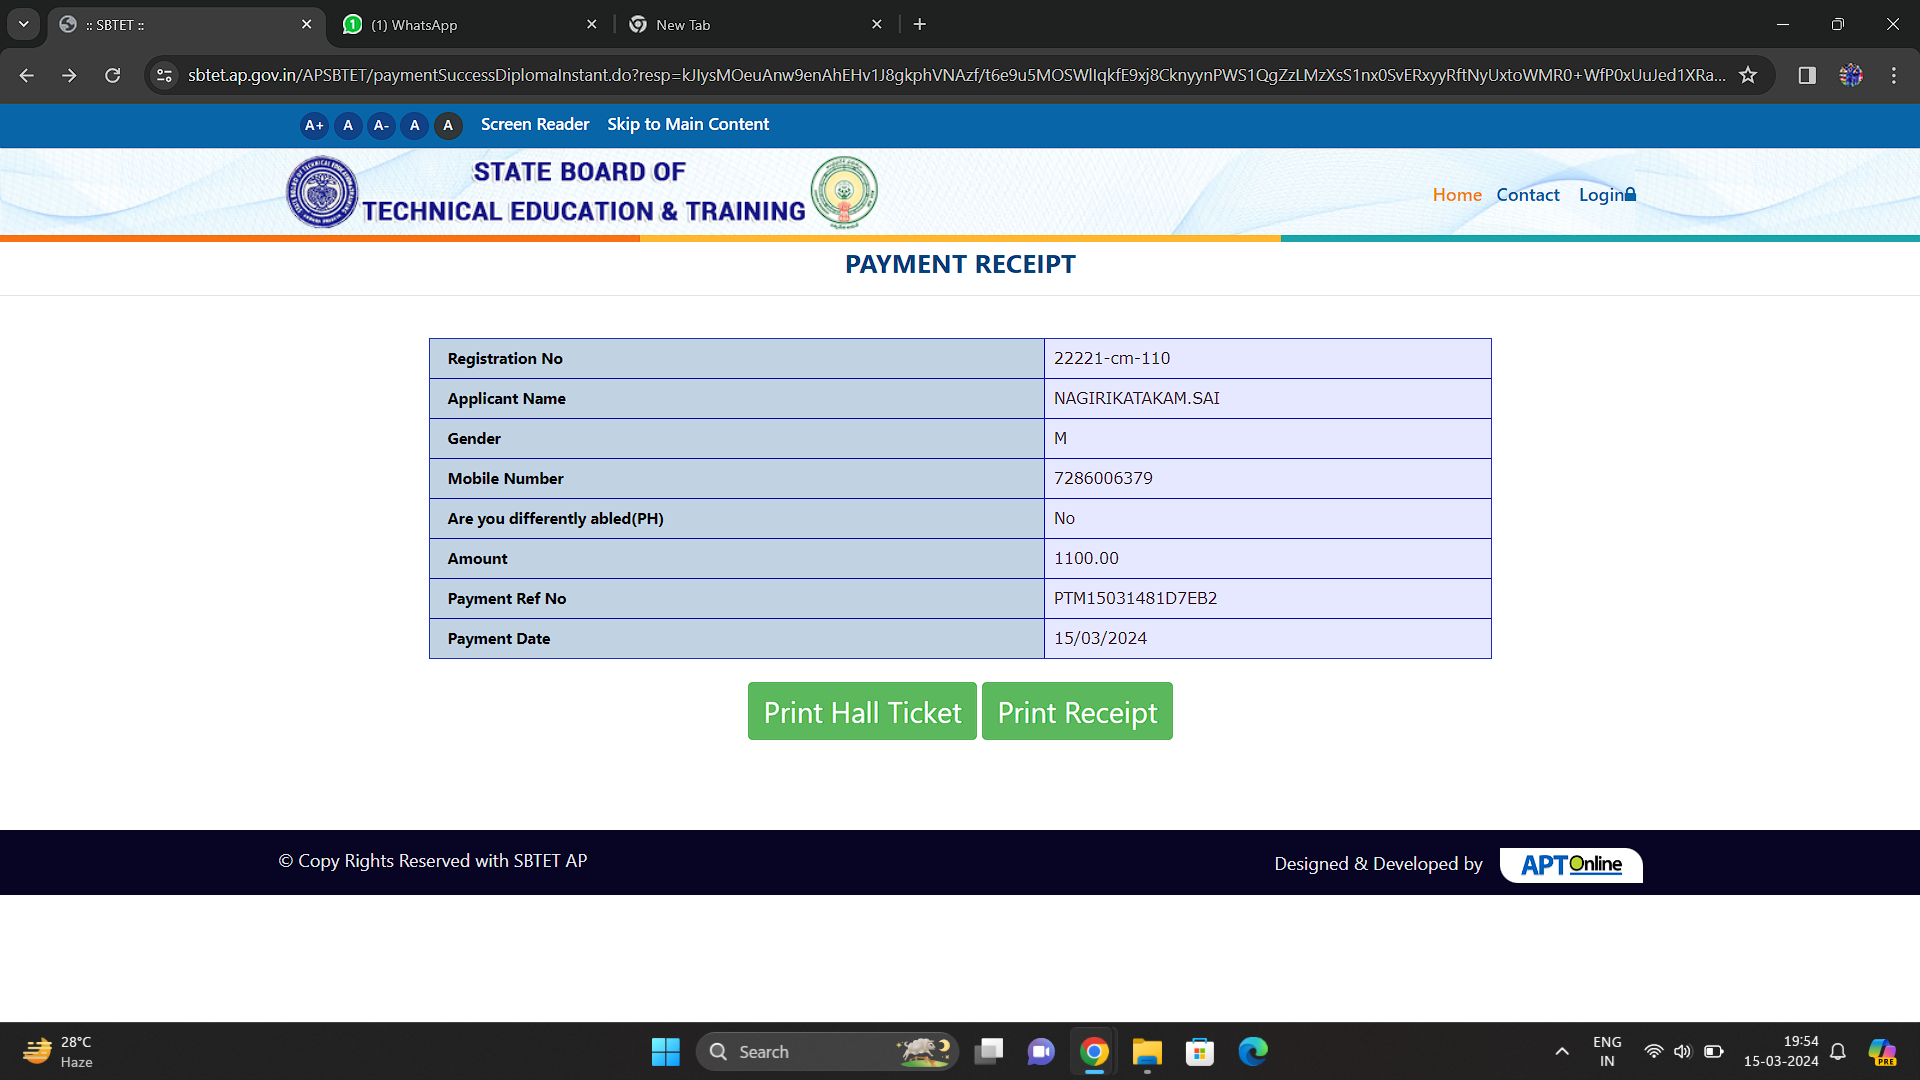 :: SBTET ::
(1) WhatsApp
New Tab
sbtet.ap.gov.in/APSBTET/paymentSuccessDiplomaInstant.do?resp=kJIysMOeuAnw9enAhEHv1J8gkphVNAzf/t6e9u5MOSWlIqkfE9xj8CknyynPWS1QgZzLMzXsS1nx0SvERxyyRftNyUxtoWMR0+WfP0xUuJed1XRa...
A+ A A- A A Screen Reader Skip to Main Content
STATE BOARD OF
TECHNICAL EDUCATION & TRAINING
Home Contact Login
PAYMENT RECEIPT
Registration No 22221-cm-110
Applicant Name NAGIRIKATAKAM.SAI
Gender M
Mobile Number 7286006379
Are you differently abled(PH) No
Amount 1100.00
Payment Ref No PTM15031481D7EB2
Payment Date 15/03/2024
Print Hall Ticket Print Receipt
© Copy Rights Reserved with SBTET AP
Designed & Developed by APT Online
28°C
Haze
Search
ENG
IN
19:54
15-03-2024
PRE